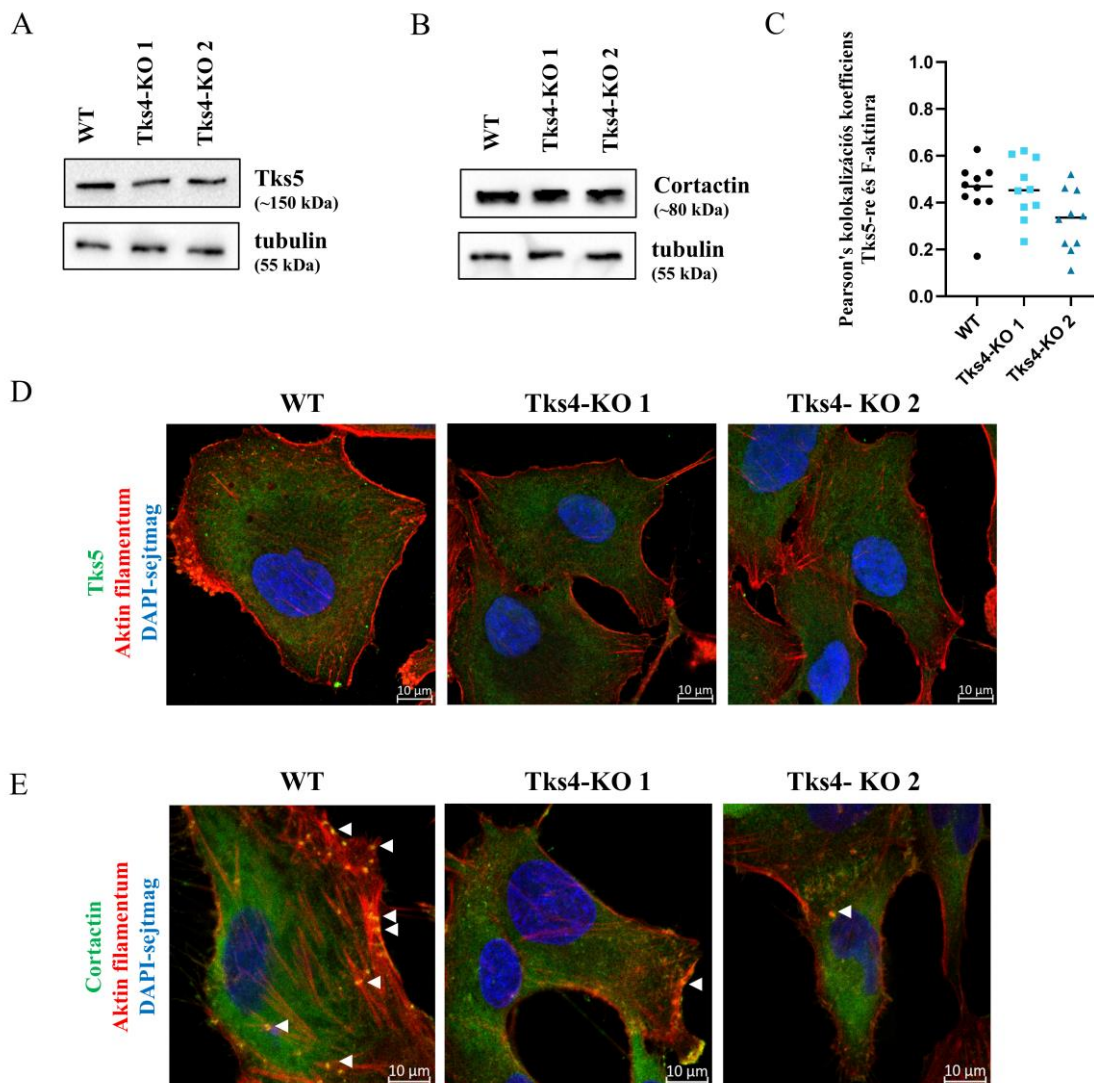 A
WT
Tks4-KO 1
Tks4-KO 2
Tks5
(~150 kDa)
tubulin
(55 kDa)
B
WT
Tks4-KO 1
Tks4-KO 2
Cortactin
(~80 kDa)
tubulin
(55 kDa)
C
Pearson's kolokalizációs koefficiens
Tks5-re és F-aktinra
1.0
0.8
0.6
0.4
0.2
0.0
WT
Tks4-KO 1
Tks4-KO 2
D
WT
Tks4-KO 1
Tks4- KO 2
Tks5
Aktin filamentum
DAPI-sejtmag
10 µm
10 µm
10 µm
E
WT
Tks4-KO 1
Tks4- KO 2
Cortactin
Aktin filamentum
DAPI-sejtmag
10 µm
10 µm
10 µm